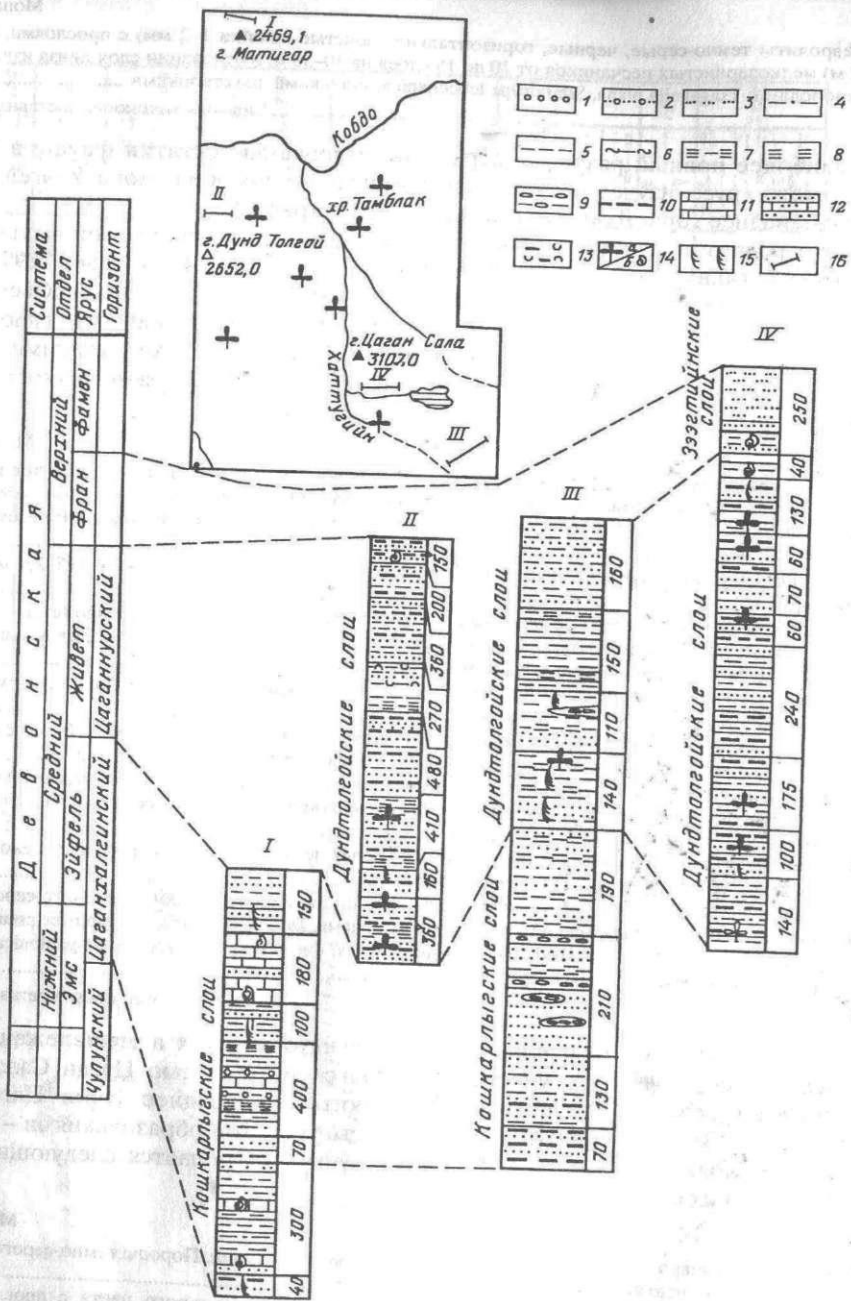 I
2469,1
г. Матигар
Кобдо
II
хр. Тамблак
г. Дунд Толгой
2652,0
г. Цаган Сала
3107,0
IV
Хаттугийн
III
1
2
3
4
5
6
7
8
9
10
11
12
13
а
б
14
15
16
Система
Отдел
Ярус
Горизонт
Девонская
Верхний
Средний
Нижний
Фамен
Фран
Живет
Эйфель
Эмс
Цаганнурский
Цаганхалгинский
Чулунский
I
Кошкарлыгские слои
150
180
100
400
70
300
40
II
Дундтолгойские слои
150
200
360
270
480
410
160
360
III
Дундтолгойские слои
Кошкарлыгские слои
160
150
110
140
190
210
130
70
IV
Зээгтийнские слои
Дундтолгойские слои
250
40
130
60
70
60
240
175
100
140